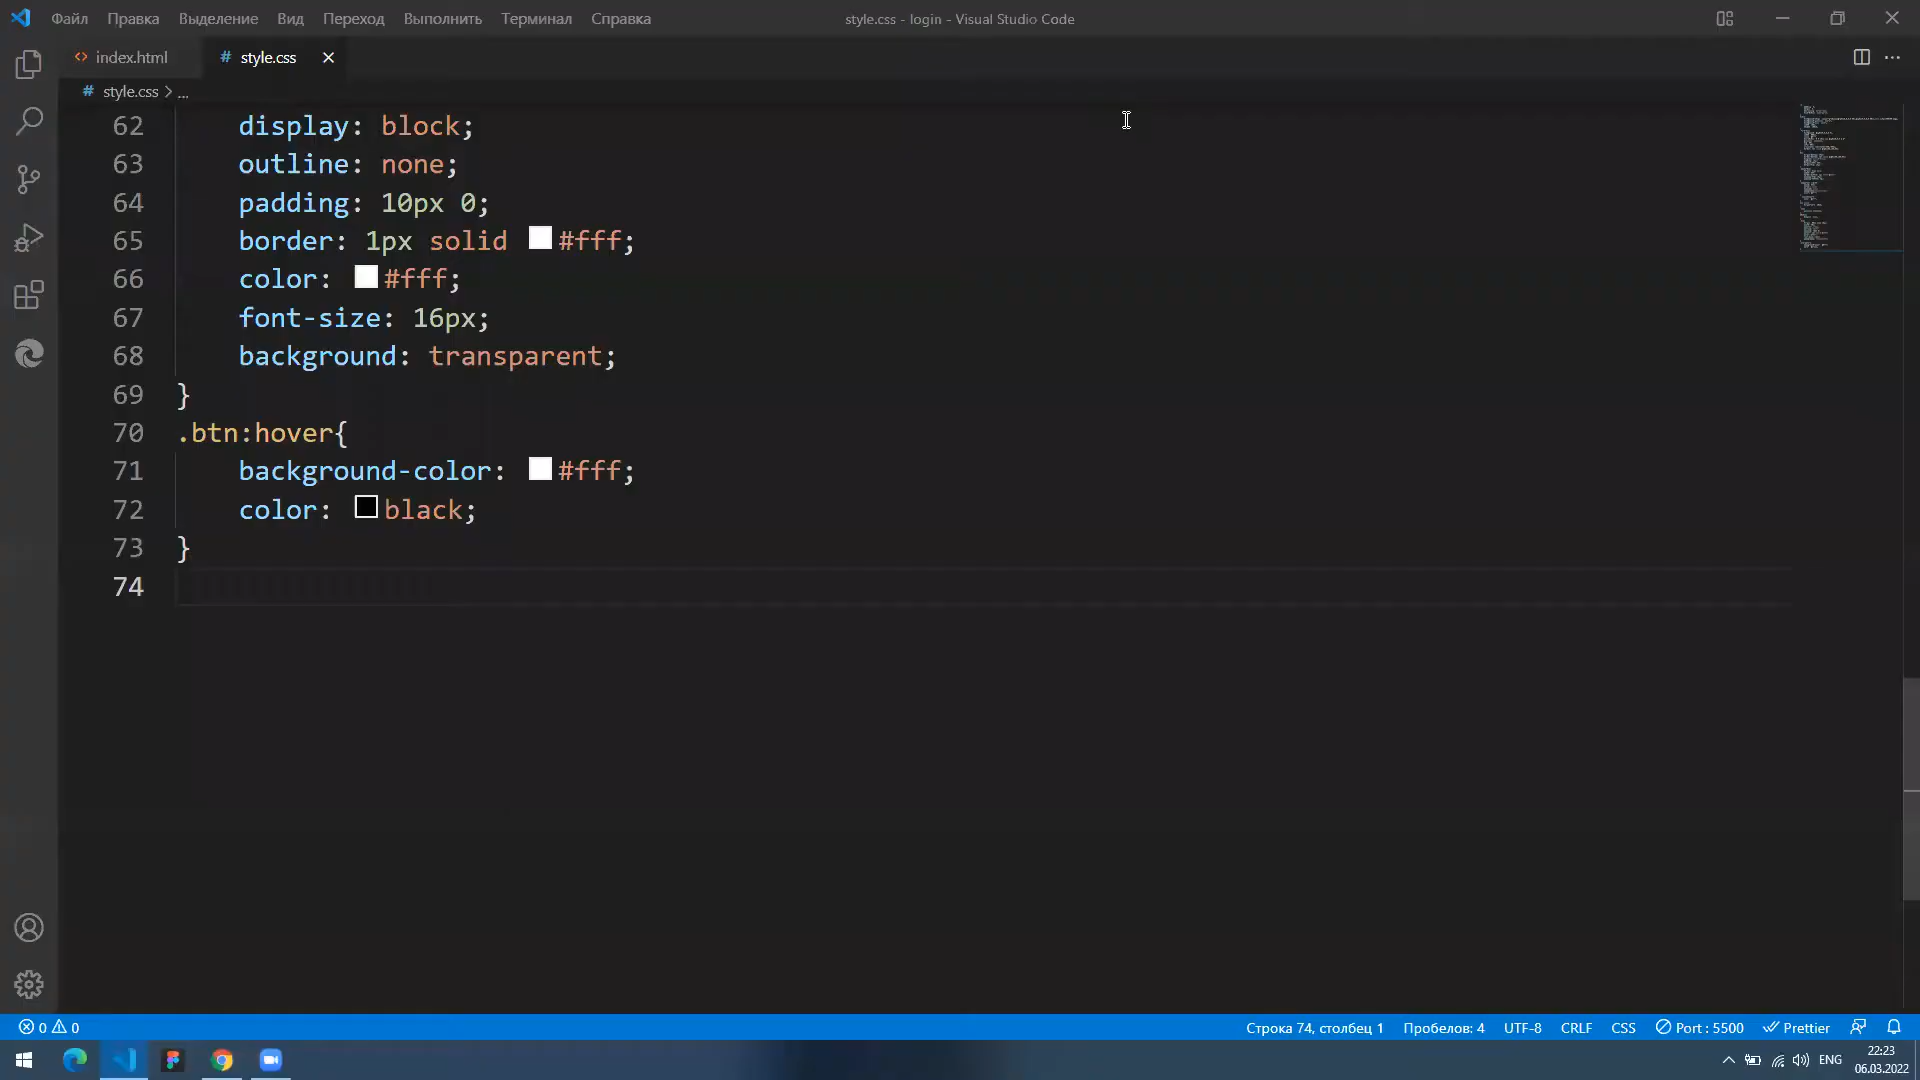 Файл Правка Выделение Вид Переход Выполнить Терминал Справка style.css - login - Visual Studio Code
index.html style.css
style.css > ...
62 display: block;
63 outline: none;
64 padding: 10px 0;
65 border: 1px solid #fff;
66 color: #fff;
67 font-size: 16px;
68 background: transparent;
69 }
70 .btn:hover{
71 background-color: #fff;
72 color: black;
73 }
74
0 0 Строка 74, столбец 1 Пробелов: 4 UTF-8 CRLF CSS Port : 5500 Prettier
ENG 22:23
06.03.2022